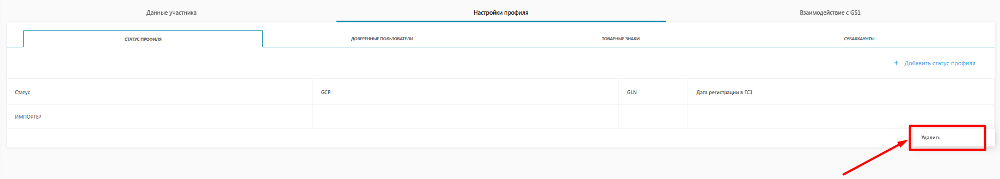 Данные участника
Настройки профиля
Взаимодействие с GS1
СТАТУС ПРОФИЛЯ
ДОВЕРЕННЫЕ ПОЛЬЗОВАТЕЛИ
ТОВАРНЫЕ ЗНАКИ
СУБАККАУНТЫ
+ Добавить статус профиля
Статус
GCP
GLN
Дата регистрации в ГС1
ИМПОРТЁР
Удалить